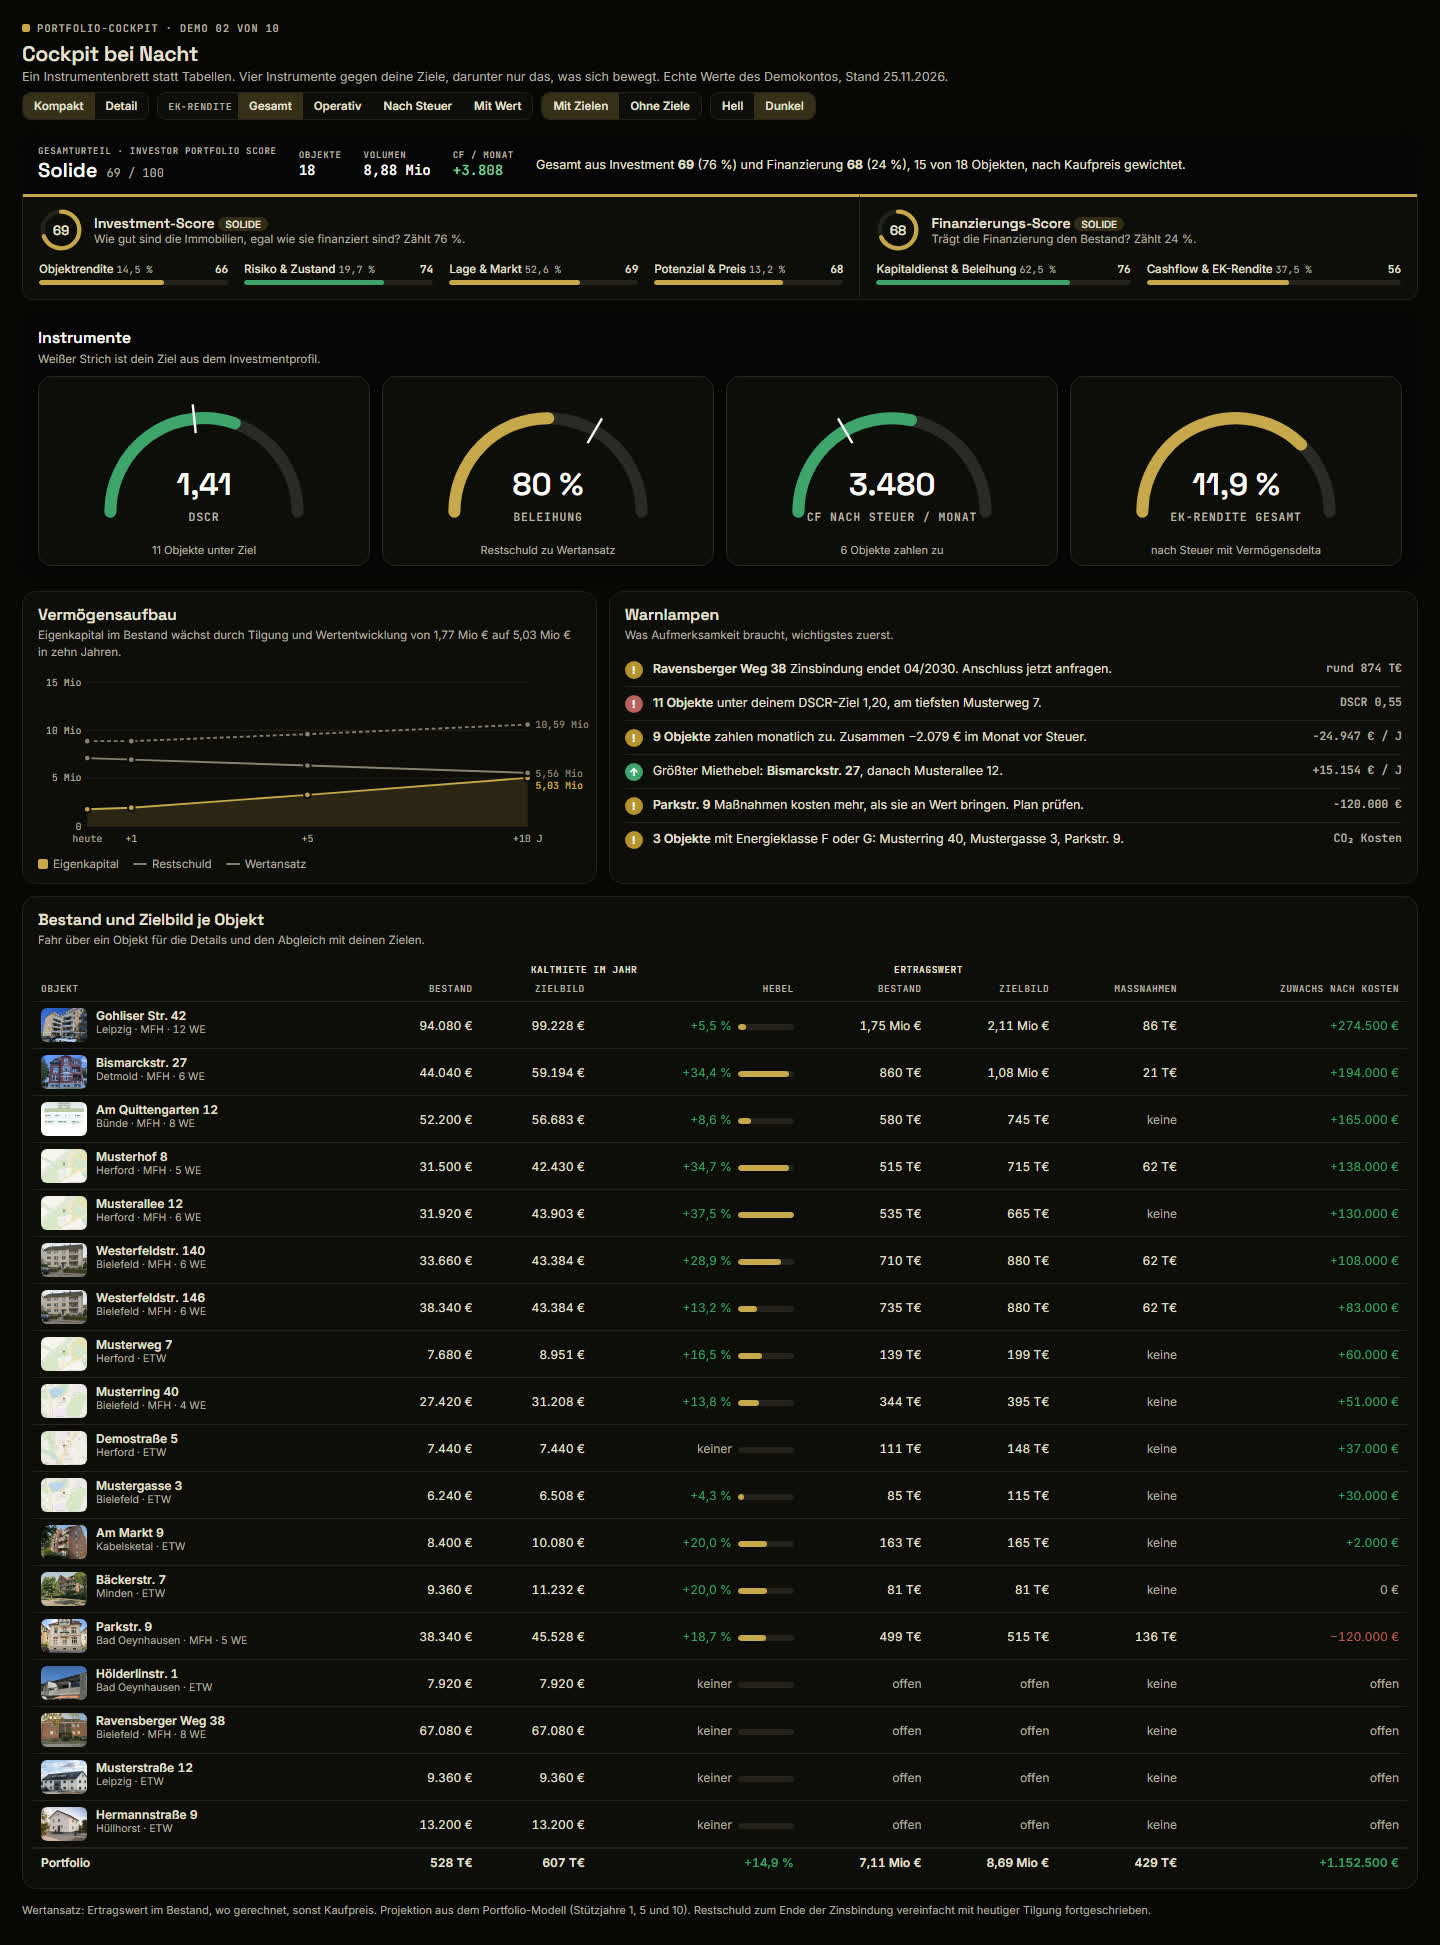 PORTFOLIO-COCKPIT · DEMO 02 VON 10
Cockpit bei Nacht
Ein Instrumentenbrett statt Tabellen. Vier Instrumente gegen deine Ziele, darunter nur das, was sich bewegt. Echte Werte des Demokontos, Stand 25.11.2026.
Kompakt Detail EK-RENDITE Gesamt Operativ Nach Steuer Mit Wert Mit Zielen Ohne Ziele Hell Dunkel
GESAMTURTEIL · INVESTOR PORTFOLIO SCORE
Solide 69 / 100
OBJEKTE
18
VOLUMEN
8,88 Mio
CF / MONAT
+3.808
Gesamt aus Investment 69 (76 %) und Finanzierung 68 (24 %), 15 von 18 Objekten, nach Kaufpreis gewichtet.
69
Investment-Score SOLIDE
Wie gut sind die Immobilien, egal wie sie finanziert sind? Zählt 76 %.
Objektrendite 14,5 % 66
Risiko & Zustand 19,7 % 74
Lage & Markt 52,6 % 69
Potenzial & Preis 13,2 % 68
68
Finanzierungs-Score SOLIDE
Trägt die Finanzierung den Bestand? Zählt 24 %.
Kapitaldienst & Beleihung 62,5 % 76
Cashflow & EK-Rendite 37,5 % 56
Instrumente
Weißer Strich ist dein Ziel aus dem Investmentprofil.
1,41
DSCR
11 Objekte unter Ziel
80 %
BELEIHUNG
Restschuld zu Wertansatz
3.480
CF NACH STEUER / MONAT
6 Objekte zahlen zu
11,9 %
EK-RENDITE GESAMT
nach Steuer mit Vermögensdelta
Vermögensaufbau
Eigenkapital im Bestand wächst durch Tilgung und Wertentwicklung von 1,77 Mio € auf 5,03 Mio €
in zehn Jahren.
15 Mio
10 Mio
5 Mio
0
10,59 Mio
5,56 Mio
5,03 Mio
heute +1 +5 +10 J
Eigenkapital Restschuld Wertansatz
Warnlampen
Was Aufmerksamkeit braucht, wichtigstes zuerst.
! Ravensberger Weg 38 Zinsbindung endet 04/2030. Anschluss jetzt anfragen. rund 874 T€
! 11 Objekte unter deinem DSCR-Ziel 1,20, am tiefsten Musterweg 7. DSCR 0,55
! 9 Objekte zahlen monatlich zu. Zusammen −2.079 € im Monat vor Steuer. -24.947 € / J
Größter Miethebel: Bismarckstr. 27, danach Musterallee 12. +15.154 € / J
! Parkstr. 9 Maßnahmen kosten mehr, als sie an Wert bringen. Plan prüfen. -120.000 €
! 3 Objekte mit Energieklasse F oder G: Musterring 40, Mustergasse 3, Parkstr. 9. CO₂ Kosten
Bestand und Zielbild je Objekt
Fahr über ein Objekt für die Details und den Abgleich mit deinen Zielen.
KALTMIETE IM JAHR ERTRAGSWERT
OBJEKT BESTAND ZIELBILD HEBEL BESTAND ZIELBILD MASSNAHMEN ZUWACHS NACH KOSTEN
Gohliser Str. 42
Leipzig · MFH · 12 WE
94.080 € 99.228 € +5,5 % 1,75 Mio € 2,11 Mio € 86 T€ +274.500 €
Bismarckstr. 27
Detmold · MFH · 6 WE
44.040 € 59.194 € +34,4 % 860 T€ 1,08 Mio € 21 T€ +194.000 €
Am Quittengarten 12
Bünde · MFH · 8 WE
52.200 € 56.683 € +8,6 % 580 T€ 745 T€ keine +165.000 €
Musterhof 8
Herford · MFH · 5 WE
31.500 € 42.430 € +34,7 % 515 T€ 715 T€ 62 T€ +138.000 €
Musterallee 12
Herford · MFH · 6 WE
31.920 € 43.903 € +37,5 % 535 T€ 665 T€ keine +130.000 €
Westerfeldstr. 140
Bielefeld · MFH · 6 WE
33.660 € 43.384 € +28,9 % 710 T€ 880 T€ 62 T€ +108.000 €
Westerfeldstr. 146
Bielefeld · MFH · 6 WE
38.340 € 43.384 € +13,2 % 735 T€ 880 T€ 62 T€ +83.000 €
Musterweg 7
Herford · ETW
7.680 € 8.951 € +16,5 % 139 T€ 199 T€ keine +60.000 €
Musterring 40
Bielefeld · MFH · 4 WE
27.420 € 31.208 € +13,8 % 344 T€ 395 T€ keine +51.000 €
Demostraße 5
Herford · ETW
7.440 € 7.440 € keiner 111 T€ 148 T€ keine +37.000 €
Mustergasse 3
Bielefeld · ETW
6.240 € 6.508 € +4,3 % 85 T€ 115 T€ keine +30.000 €
Am Markt 9
Kabelsketal · ETW
8.400 € 10.080 € +20,0 % 163 T€ 165 T€ keine +2.000 €
Bäckerstr. 7
Minden · ETW
9.360 € 11.232 € +20,0 % 81 T€ 81 T€ keine 0 €
Parkstr. 9
Bad Oeynhausen · MFH · 5 WE
38.340 € 45.528 € +18,7 % 499 T€ 515 T€ 136 T€ −120.000 €
Hölderlinstr. 1
Bad Oeynhausen · ETW
7.920 € 7.920 € keiner offen offen keine offen
Ravensberger Weg 38
Bielefeld · MFH · 8 WE
67.080 € 67.080 € keiner offen offen keine offen
Musterstraße 12
Leipzig · ETW
9.360 € 9.360 € keiner offen offen keine offen
Hermannstraße 9
Hüllhorst · ETW
13.200 € 13.200 € keiner offen offen keine offen
Portfolio 528 T€ 607 T€ +14,9 % 7,11 Mio € 8,69 Mio € 429 T€ +1.152.500 €
Wertansatz: Ertragswert im Bestand, wo gerechnet, sonst Kaufpreis. Projektion aus dem Portfolio-Modell (Stützjahre 1, 5 und 10). Restschuld zum Ende der Zinsbindung vereinfacht mit heutiger Tilgung fortgeschrieben.